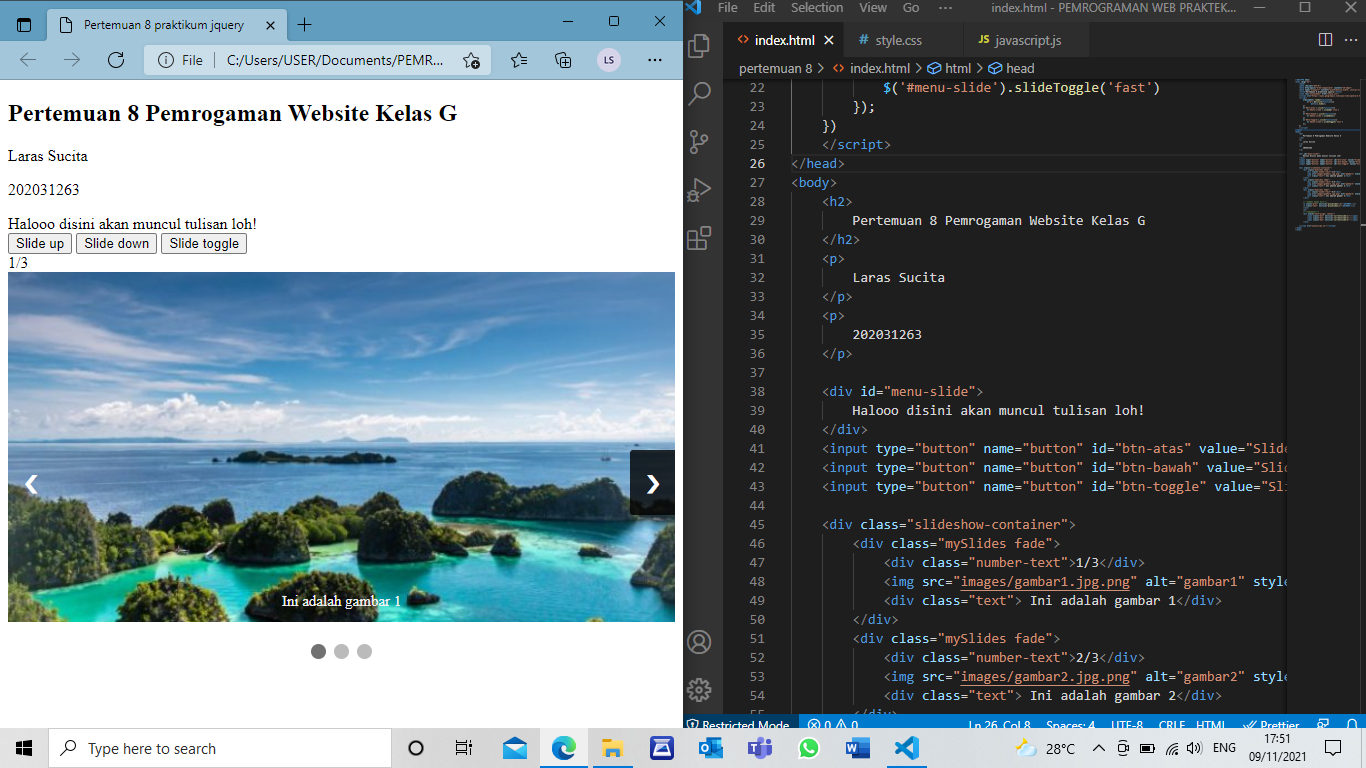 Pertemuan 8 praktikum jquery
File C:/Users/USER/Documents/PEMR...
LS
Pertemuan 8 Pemrogaman Website Kelas G
Laras Sucita
202031263
Halooo disini akan muncul tulisan loh!
Slide up Slide down Slide toggle
1/3
❮ ❯
Ini adalah gambar 1
File Edit Selection View Go ··· index.html - PEMROGRAMAN WEB PRAKTEK...
index.html # style.css JS javascript.js
pertemuan 8 > index.html > html > head
22 $('#menu-slide').slideToggle('fast')
23 });
24 })
25 </script>
26 </head>
27 <body>
28 <h2>
29 Pertemuan 8 Pemrogaman Website Kelas G
30 </h2>
31 <p>
32 Laras Sucita
33 </p>
34 <p>
35 202031263
36 </p>
37
38 <div id="menu-slide">
39 Halooo disini akan muncul tulisan loh!
40 </div>
41 <input type="button" name="button" id="btn-atas" value="Slide
42 <input type="button" name="button" id="btn-bawah" value="Slid
43 <input type="button" name="button" id="btn-toggle" value="Sli
44
45 <div class="slideshow-container">
46 <div class="mySlides fade">
47 <div class="number-text">1/3</div>
48 <img src="images/gambar1.jpg.png" alt="gambar1" style
49 <div class="text"> Ini adalah gambar 1</div>
50 </div>
51 <div class="mySlides fade">
52 <div class="number-text">2/3</div>
53 <img src="images/gambar2.jpg.png" alt="gambar2" style
54 <div class="text"> Ini adalah gambar 2</div>
55 </div>
Restricted Mode 0 0 Ln 26, Col 8 Spaces: 4 UTF-8 CRLF HTML Prettier
Type here to search
28°C ENG 17:51
09/11/2021